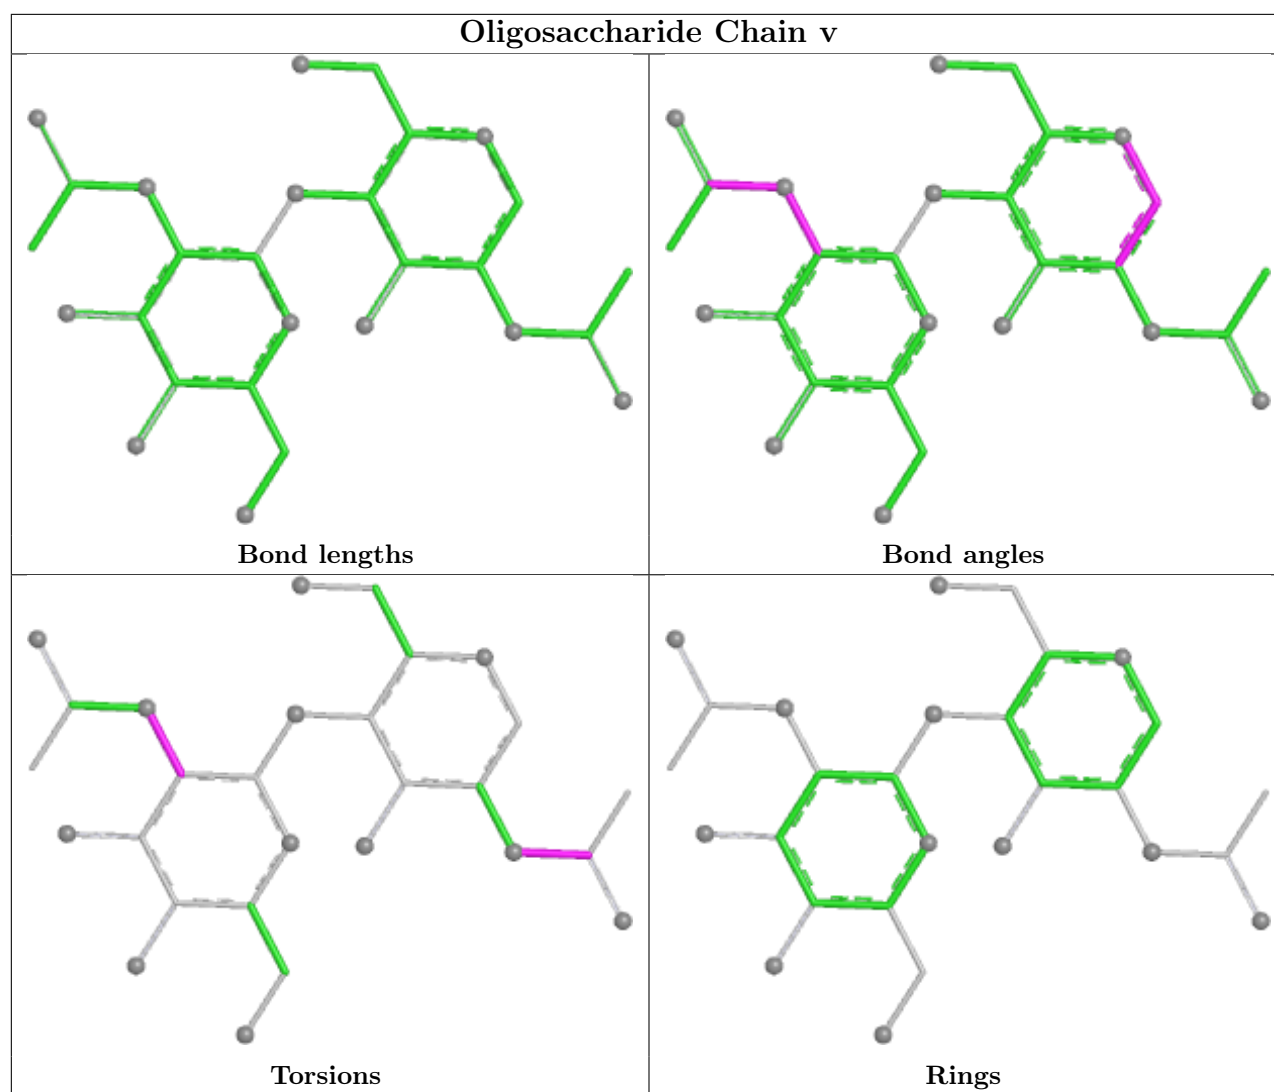 Oligosaccharide Chain v
Bond lengths
Bond angles
Torsions
Rings